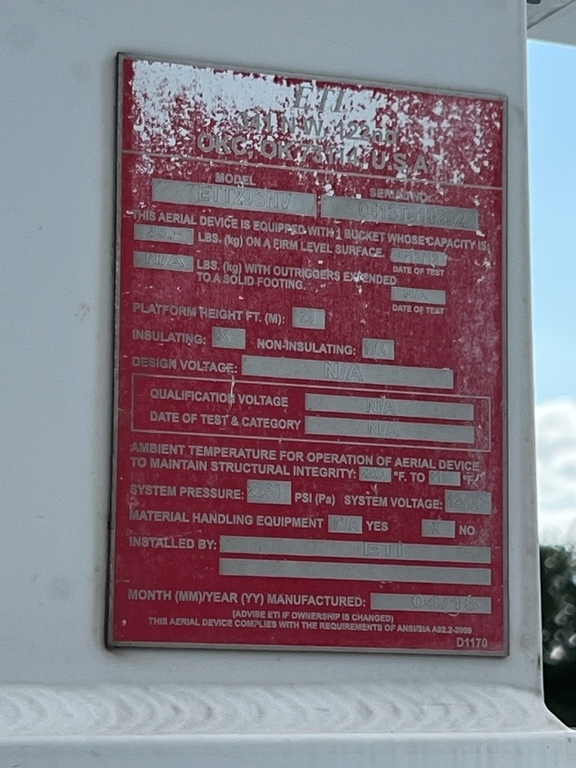 ETI
N.W. 122nd
OKC, OK 73114, U.S.A
MODEL SERIAL NO.
THIS AERIAL DEVICE IS EQUIPPED WITH 1 BUCKET WHOSE CAPACITY IS:
LBS. (kg) ON A FIRM LEVEL SURFACE.
DATE OF TEST
N/A LBS. (kg) WITH OUTRIGGERS EXTENDED
TO A SOLID FOOTING. N/A
DATE OF TEST
PLATFORM HEIGHT FT. (M):
INSULATING: X NON-INSULATING: N/A
DESIGN VOLTAGE: N/A
QUALIFICATION VOLTAGE N/A
DATE OF TEST & CATEGORY N/A
AMBIENT TEMPERATURE FOR OPERATION OF AERIAL DEVICE
TO MAINTAIN STRUCTURAL INTEGRITY: °F. TO °F.
SYSTEM PRESSURE: PSI (Pa) SYSTEM VOLTAGE:
MATERIAL HANDLING EQUIPMENT N/A YES X NO
INSTALLED BY: ETI
MONTH (MM)/YEAR (YY) MANUFACTURED:
(ADVISE ETI IF OWNERSHIP IS CHANGED)
THIS AERIAL DEVICE COMPLIES WITH THE REQUIREMENTS OF ANSI/SIA A92.2-2009
D1170